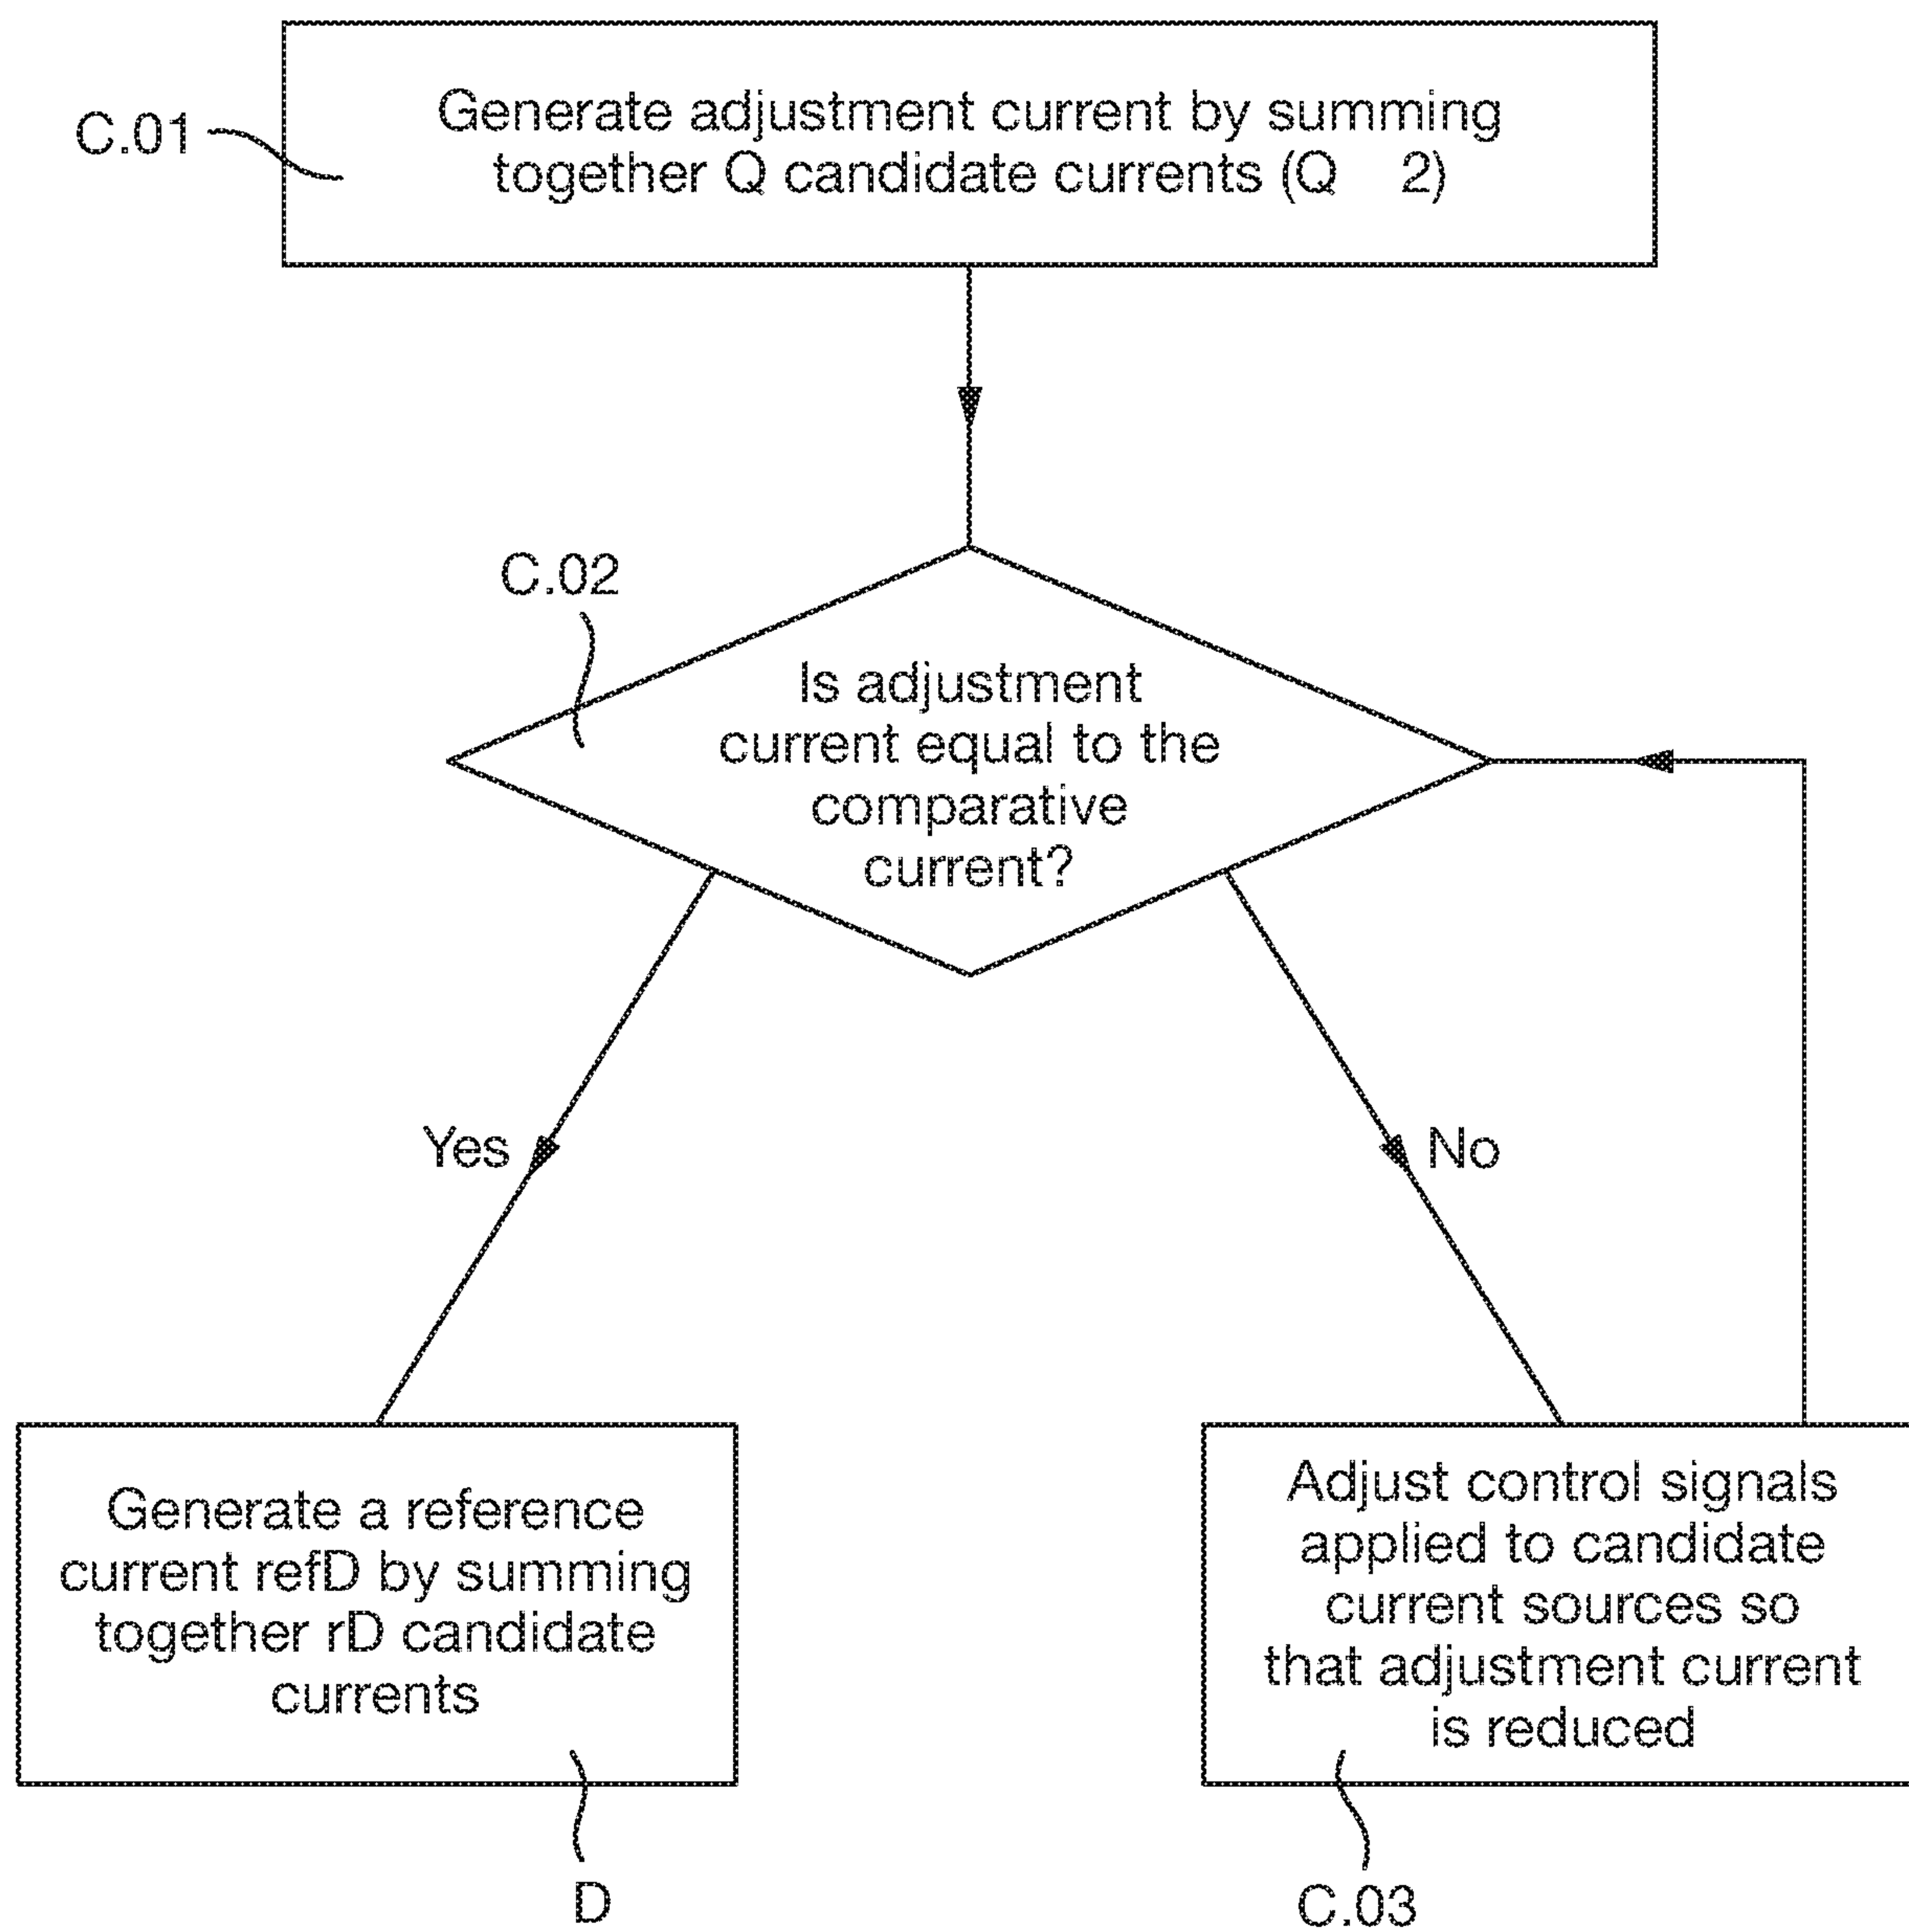 C.01
Generate adjustment current by summing
together Q candidate currents (Q 2)
C.02
Is adjustment
current equal to the
comparative
current?
Yes
No
Generate a reference
current refD by summing
together rD candidate
currents
Adjust control signals
applied to candidate
current sources so
that adjustment current
is reduced
D
C.03